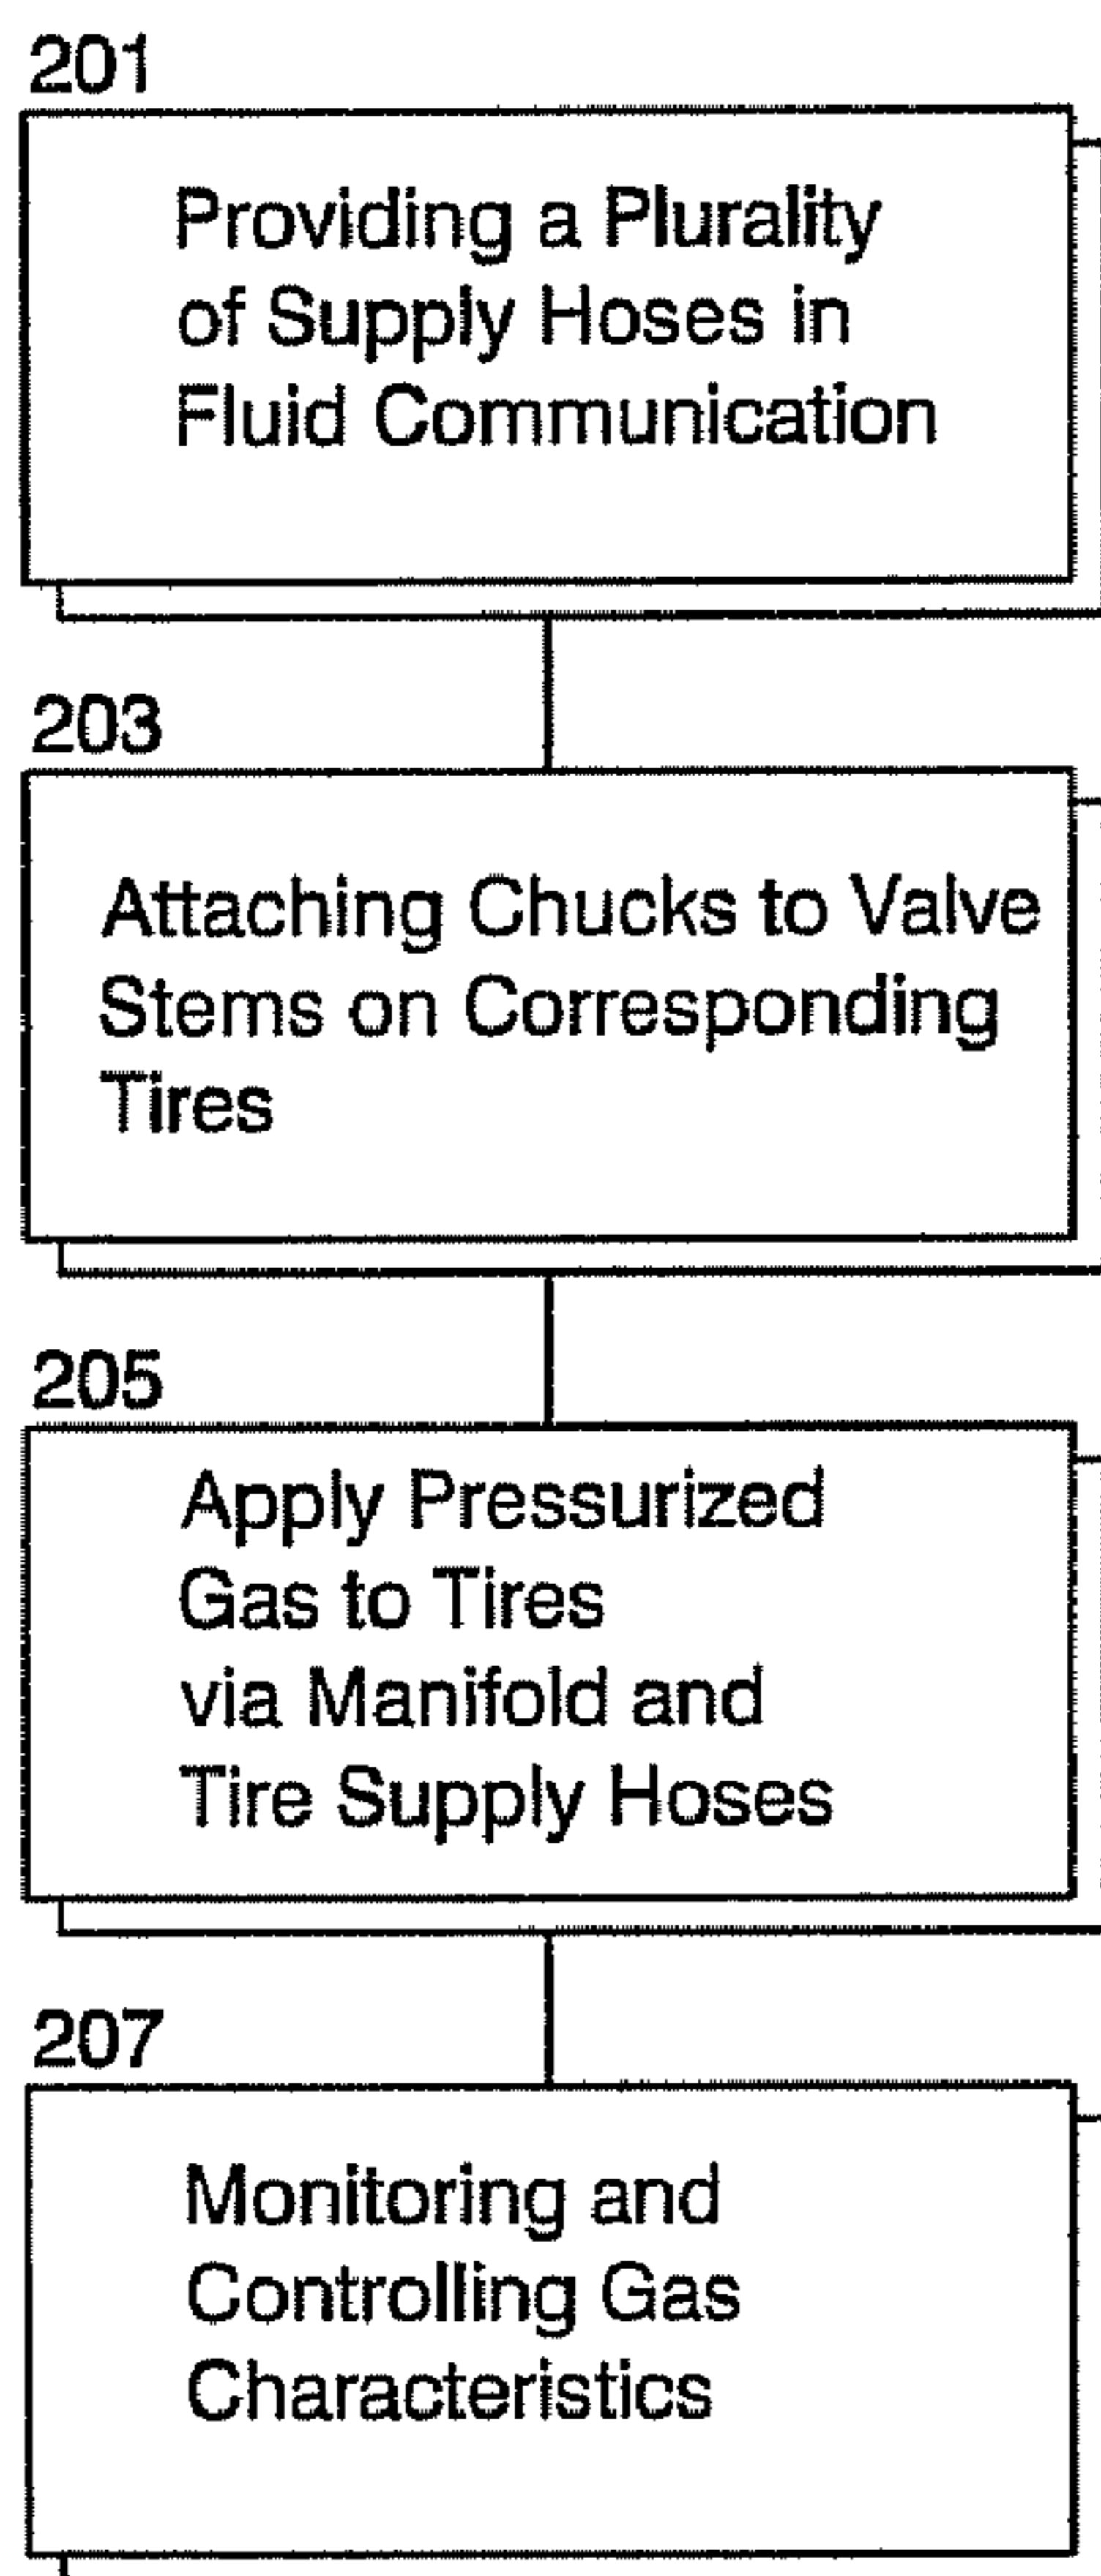 201
Providing a Plurality
of Supply Hoses in
Fluid Communication
203
Attaching Chucks to Valve
Stems on Corresponding
Tires
205
Apply Pressurized
Gas to Tires
via Manifold and
Tire Supply Hoses
207
Monitoring and
Controlling Gas
Characteristics